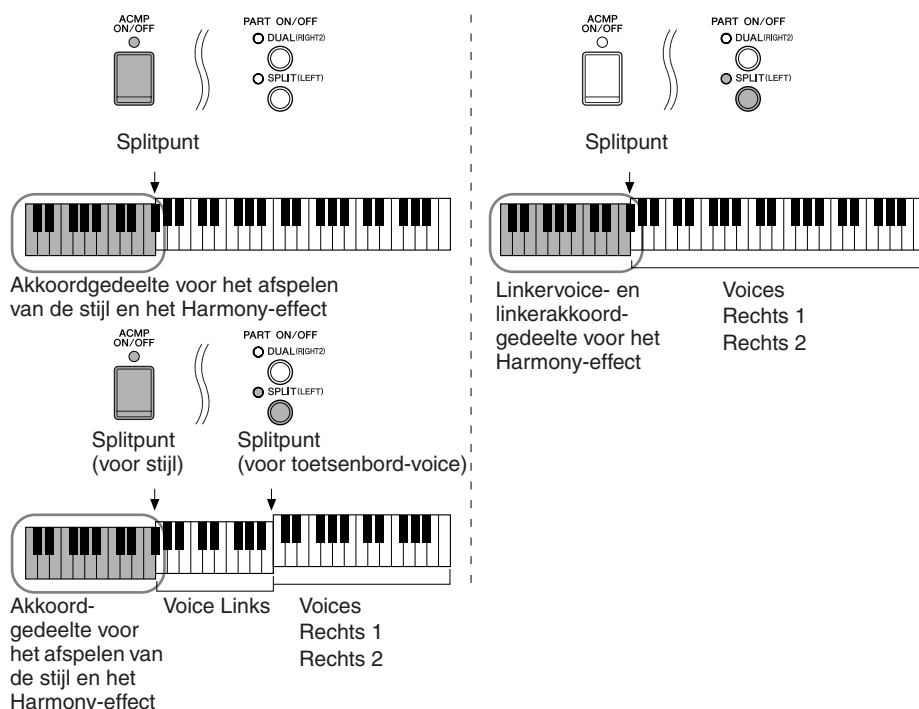 ACMP
ON/OFF
PART ON/OFF
DUAL(RIGHT2)
SPLIT(LEFT)
Splitpunt
Akkoordgedeelte voor het afspelen
van de stijl en het Harmony-effect
ACMP
ON/OFF
PART ON/OFF
DUAL(RIGHT2)
SPLIT(LEFT)
Splitpunt
(voor stijl)
Splitpunt
(voor toetsenbord-voice)
Akkoord-
gedeelte voor
het afspelen van
de stijl en het
Harmony-effect
Voice Links
Voices
Rechts 1
Rechts 2
ACMP
ON/OFF
PART ON/OFF
DUAL(RIGHT2)
SPLIT(LEFT)
Splitpunt
Linkervoice- en
linkerakkoord-
gedeelte voor het
Harmony-effect
Voices
Rechts 1
Rechts 2